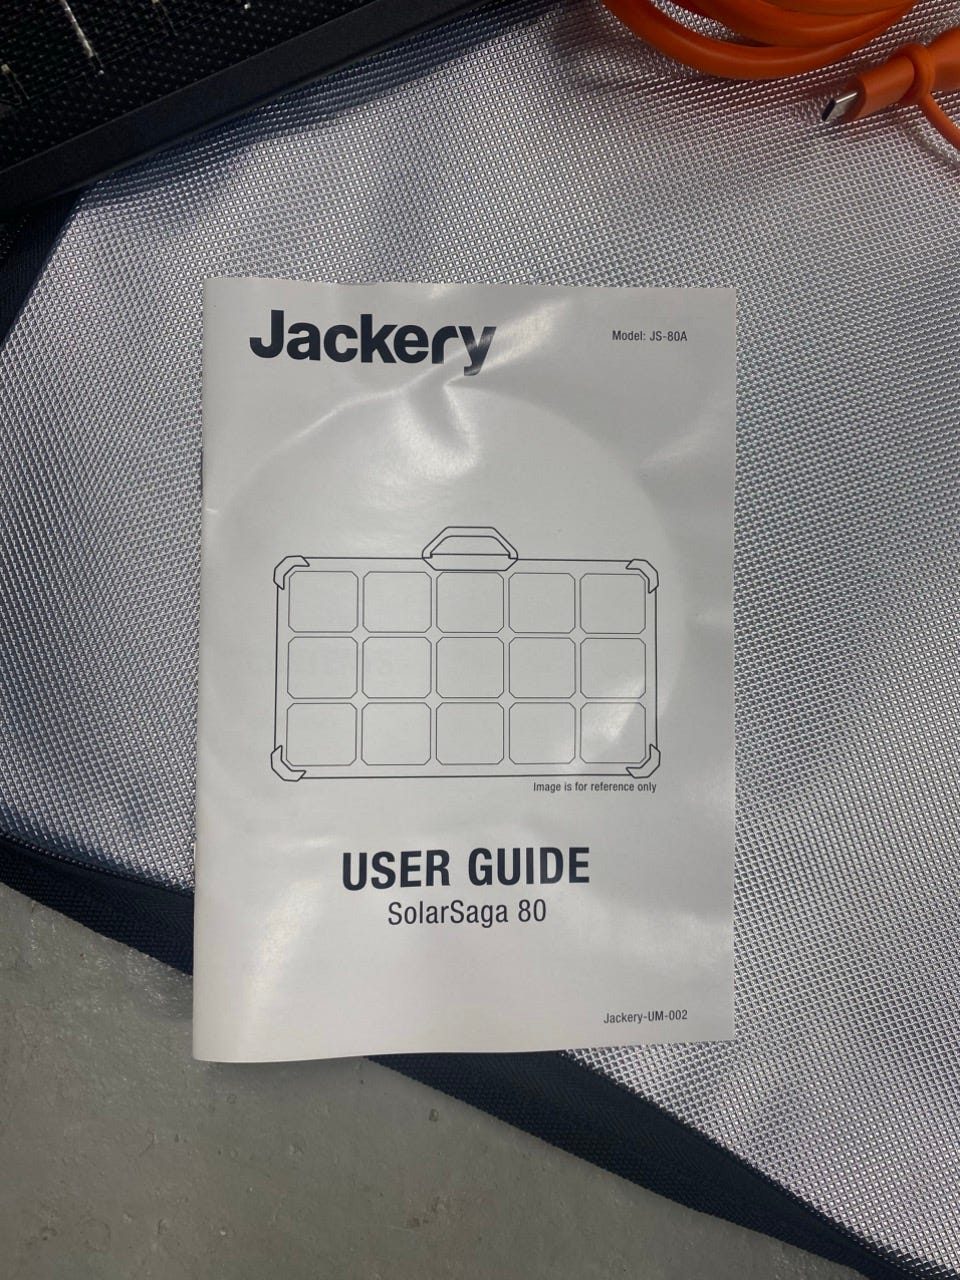 Jackery
Model: JS-80A
Image is for reference only
USER GUIDE
SolarSaga 80
Jackery-UM-002